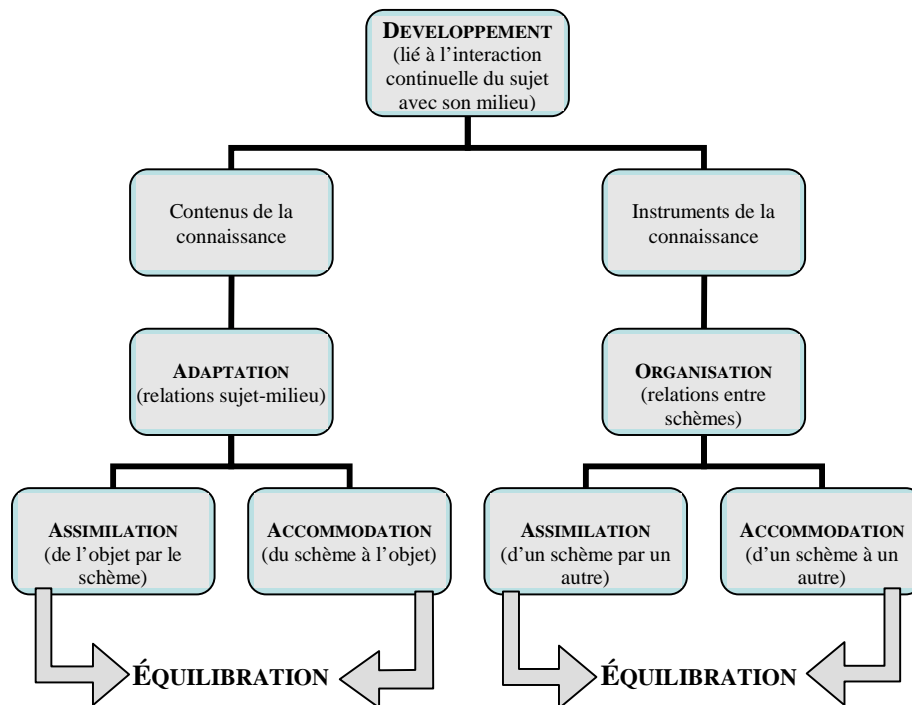 DEVELOPPEMENT
(lié à l’interaction
continuelle du sujet
avec son milieu)
Contenus de la
connaissance
Instruments de la
connaissance
ADAPTATION
(relations sujet-milieu)
ORGANISATION
(relations entre
schèmes)
ASSIMILATION
(de l’objet par le
schème)
ACCOMMODATION
(du schème à l’objet)
ASSIMILATION
(d’un schème par un
autre)
ACCOMMODATION
(d’un schème à un
autre)
ÉQUILIBRATION
ÉQUILIBRATION